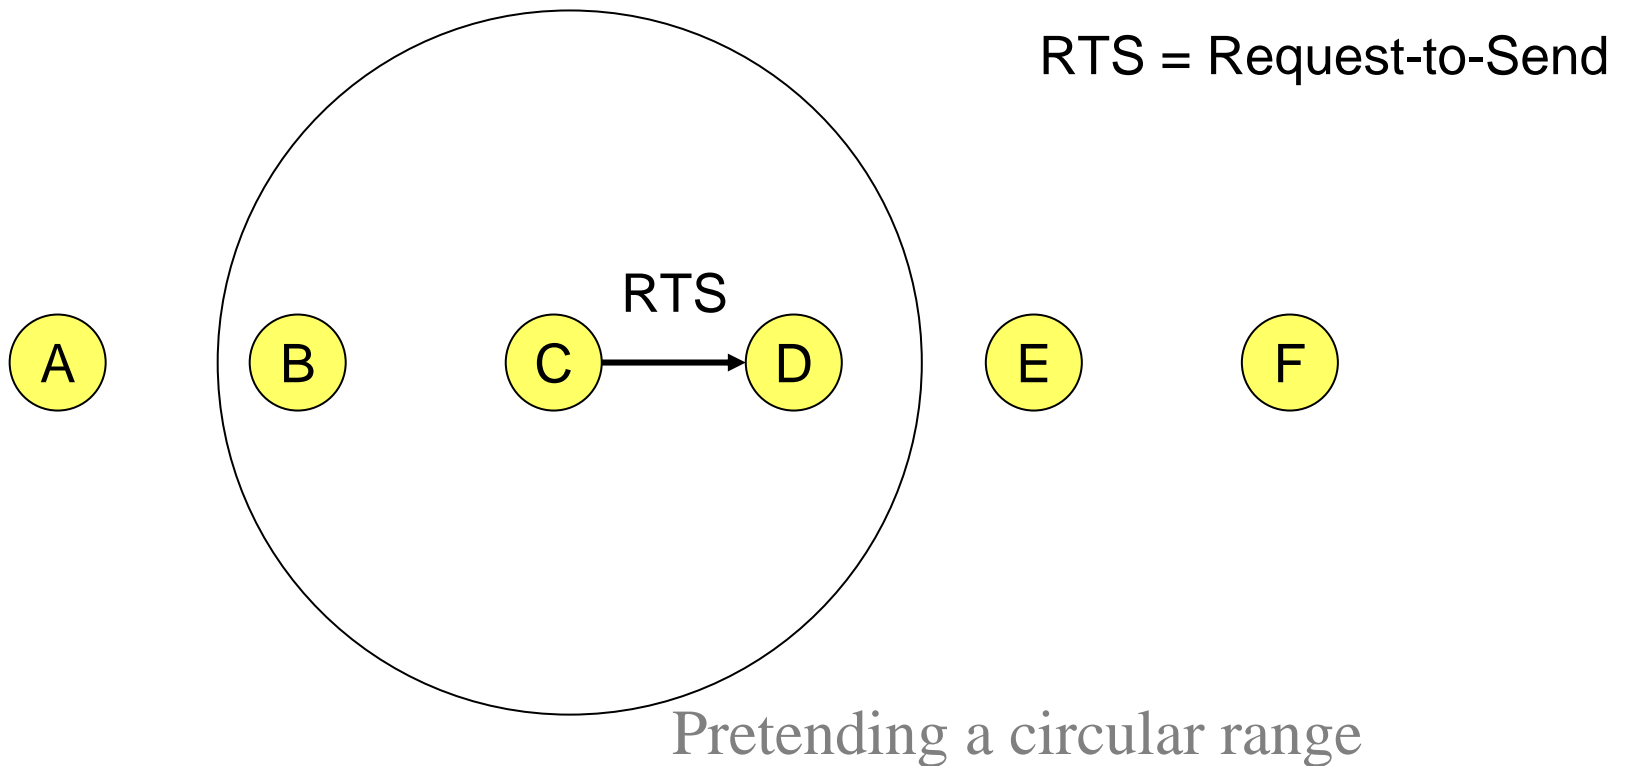 RTS = Request-to-Send
RTS
A B C D E F
Pretending a circular range